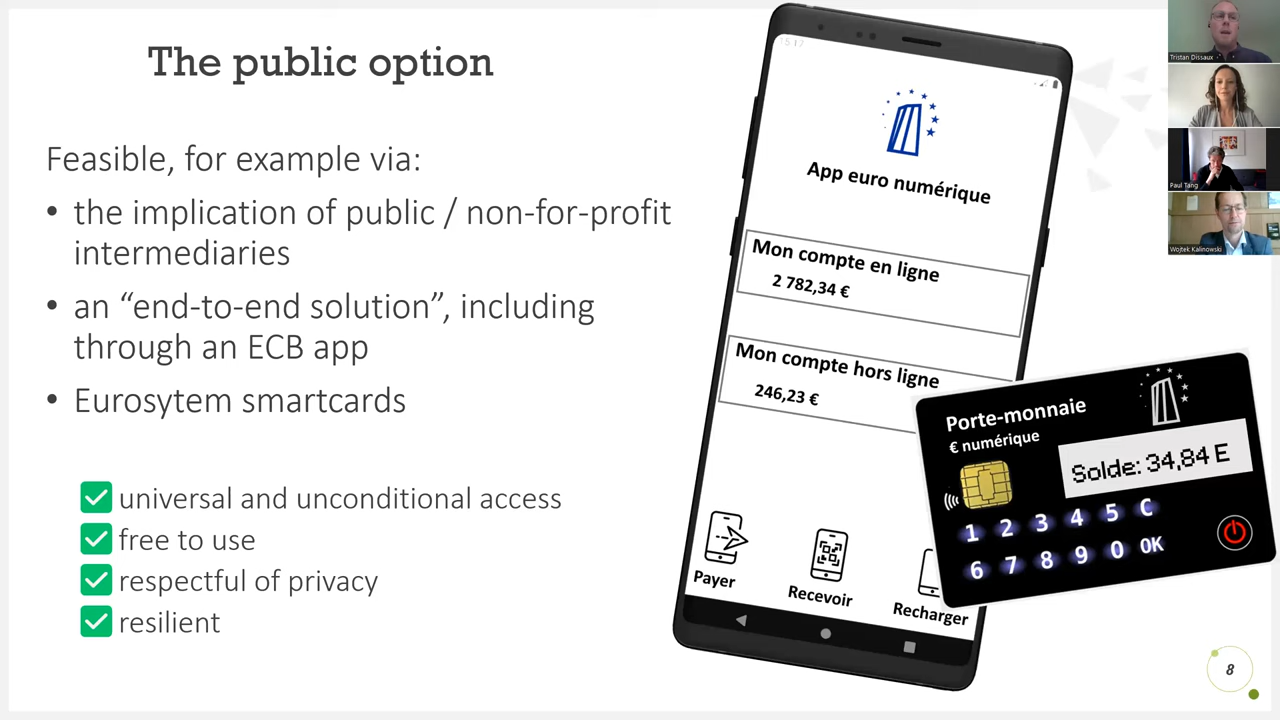 The public option
Feasible, for example via:
• the implication of public / non-for-profit
intermediaries
• an “end-to-end solution”, including
through an ECB app
• Eurosytem smartcards
universal and unconditional access
free to use
respectful of privacy
resilient
15:17
App euro numérique
Mon compte en ligne
2 782,34 €
Mon compte hors ligne
246,23 €
Payer
Recevoir
Recharger
Porte-monnaie
€ numérique
Solde: 34,84 E
1 2 3 4 5 C
6 7 8 9 0 OK
Tristan Dissaux
Paul Tang
Wojtek Kalinowski
8